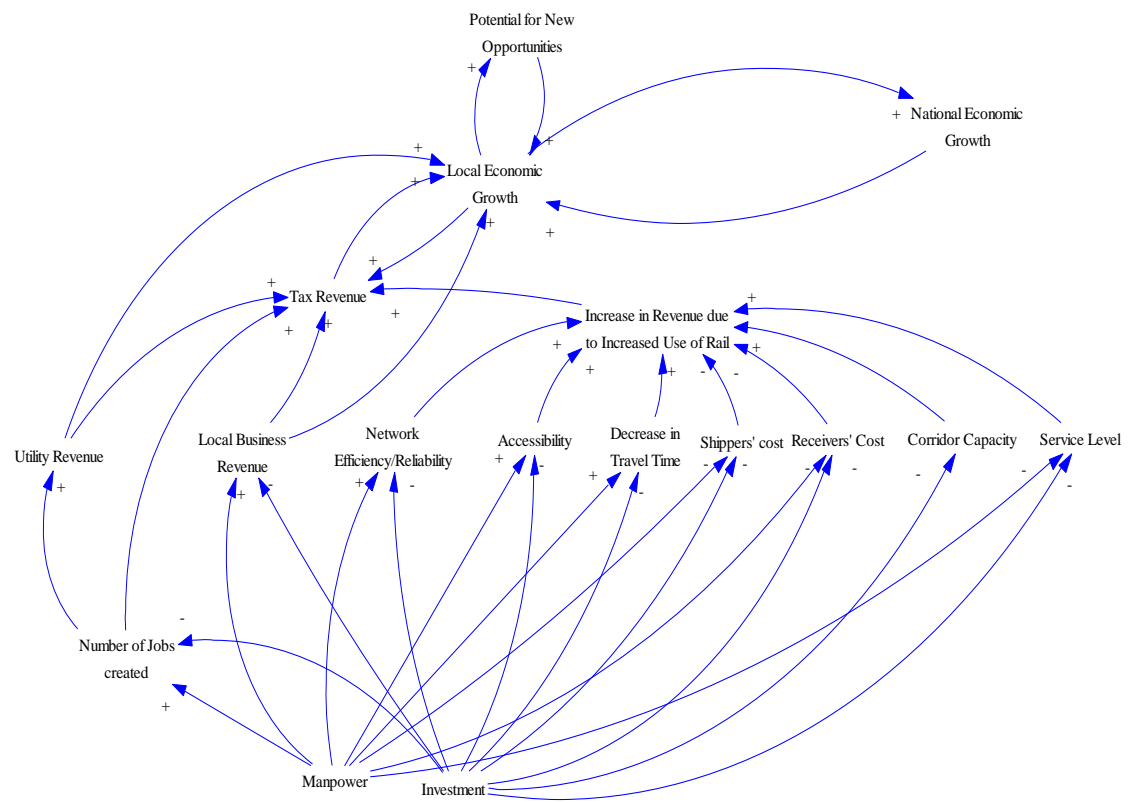 Potential for New
Opportunities
+
+
National Economic
+
Growth
+
Local Economic
+
Growth
+
+
+
+
Tax Revenue
+
+
+
+
Increase in Revenue due
to Increased Use of Rail
+
+
+
+
-
-
Utility Revenue
+
Local Business
Revenue
+
-
Network
Efficiency/Reliability
+
-
Accessibility
+
-
Decrease in
Travel Time
+
-
Shippers' cost
-
-
Receivers' Cost
-
-
Corridor Capacity
-
Service Level
-
-
Number of Jobs
created
-
+
Manpower
Investment